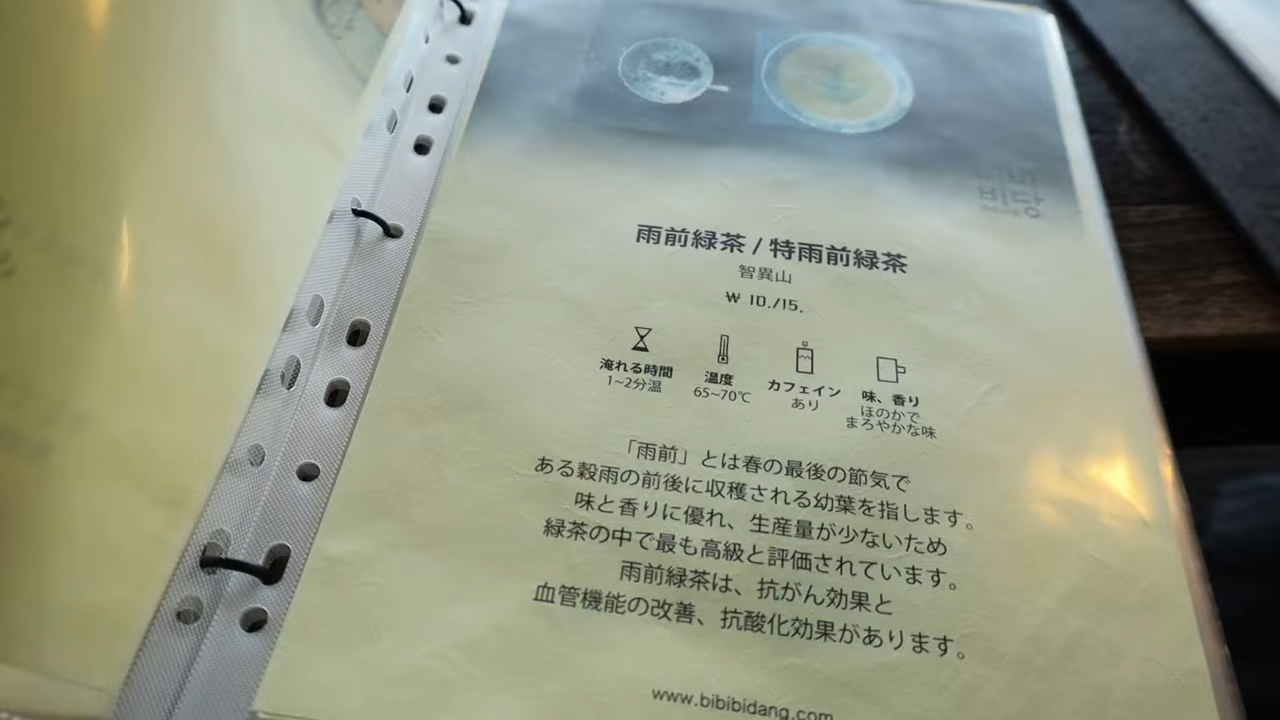 雨前緑茶 / 特雨前緑茶
智異山
₩ 10./15.
淹れる時間
1~2分温
温度
65~70℃
カフェイン
あり
味、香り
ほのかで
まろやかな味
「雨前」とは春の最後の節気で
ある穀雨の前後に収穫される幼葉を指します。
味と香りに優れ、生産量が少ないため
緑茶の中で最も高級と評価されています。
雨前緑茶は、抗がん効果と
血管機能の改善、抗酸化効果があります。
www.bibibidang.com